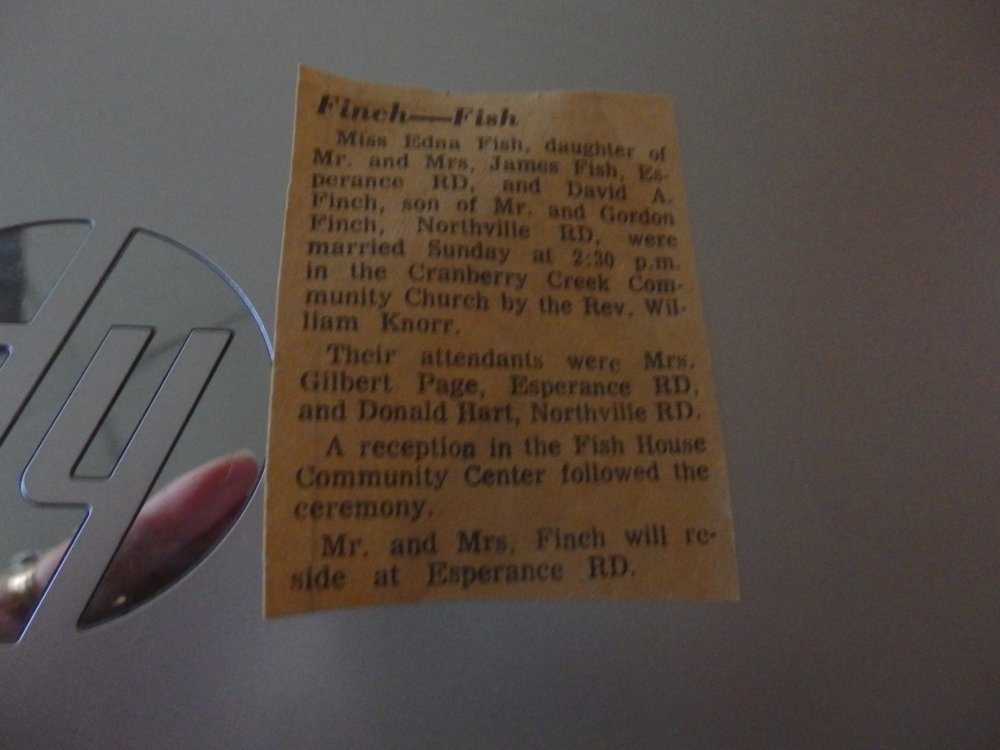 Finch—Fish
Miss Edna Fish, daughter of
Mr. and Mrs. James Fish, Es-
perance RD, and David A.
Finch, son of Mr. and Gordon
Finch, Northville RD, were
married Sunday at 2:30 p.m.
in the Cranberry Creek Com-
munity Church by the Rev. Wil-
liam Knorr.
Their attendants were Mrs.
Gilbert Page, Esperance RD,
and Donald Hart, Northville RD.
A reception in the Fish House
Community Center followed the
ceremony.
Mr. and Mrs. Finch will re-
side at Esperance RD.
hp